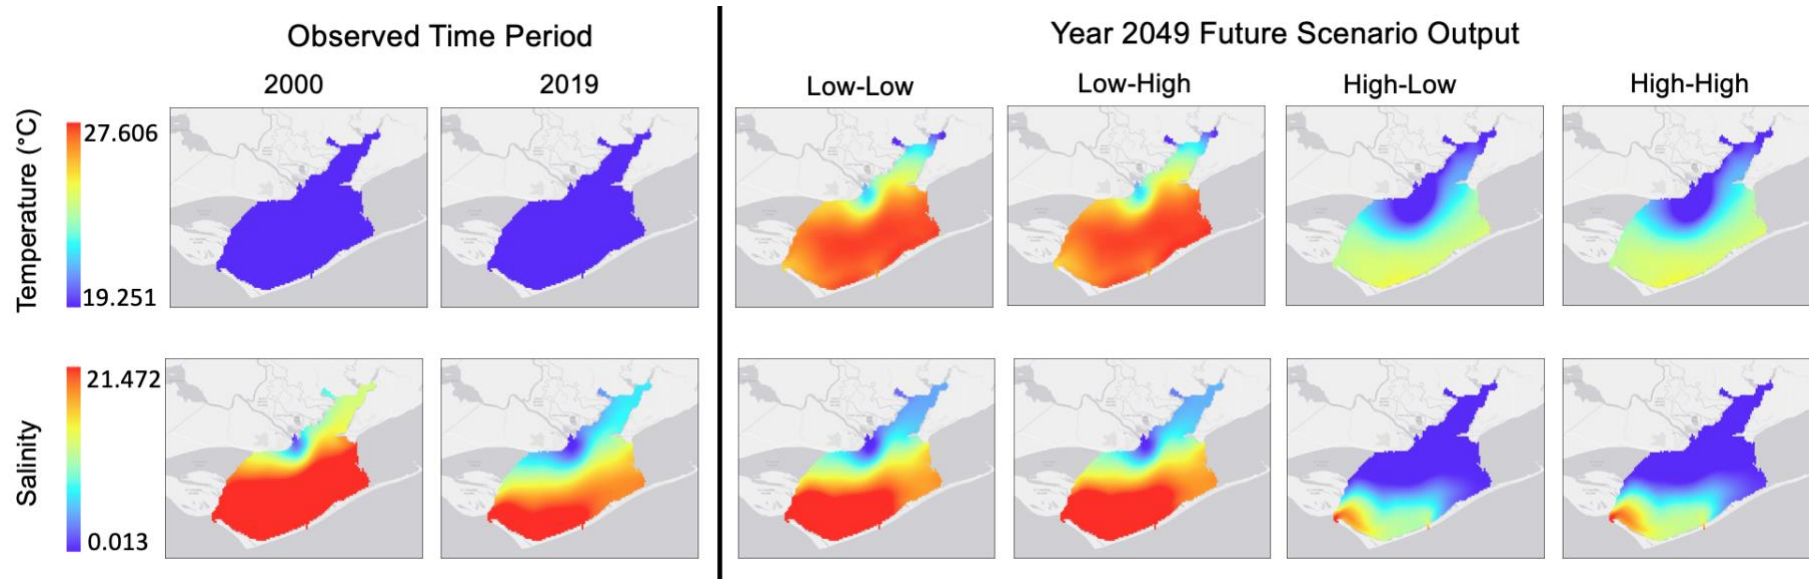 Observed Time Period
Year 2049 Future Scenario Output
2000
2019
Low-Low
Low-High
High-Low
High-High
Temperature (°C)
27.606
19.251
Salinity
21.472
0.013